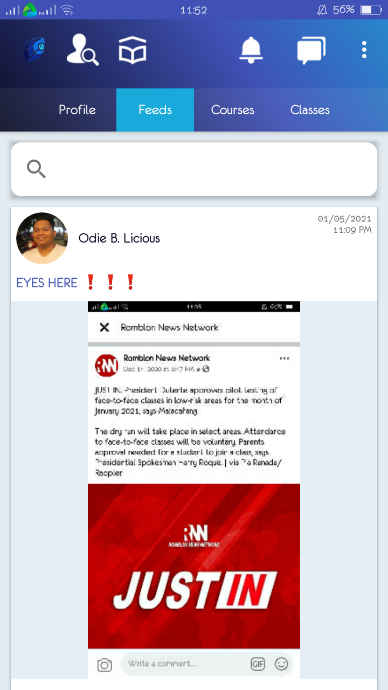 11:52
56%
Profile
Feeds
Courses
Classes
Odie B. Licious
01/05/2021
11:09 PM
EYES HERE ❗ ❗ ❗
11:05
Romblon News Network
RNN
Romblon News Network
Dec 14, 2020 at 8:47 PM
JUST IN: President Duterte approves pilot testing of
face-to-face classes in low-risk areas for the month of
January 2021, says Malacañang.
The dry run will take place in select areas. Attendance
to face-to-face classes will be voluntary. Parents
approval needed for a student to join a class, says
Presidential Spokesman Harry Roque. | via Pia Ranada/
Rappler
RNN
ROMBLON NEWS NETWORK
JUST IN
Write a comment...
GIF